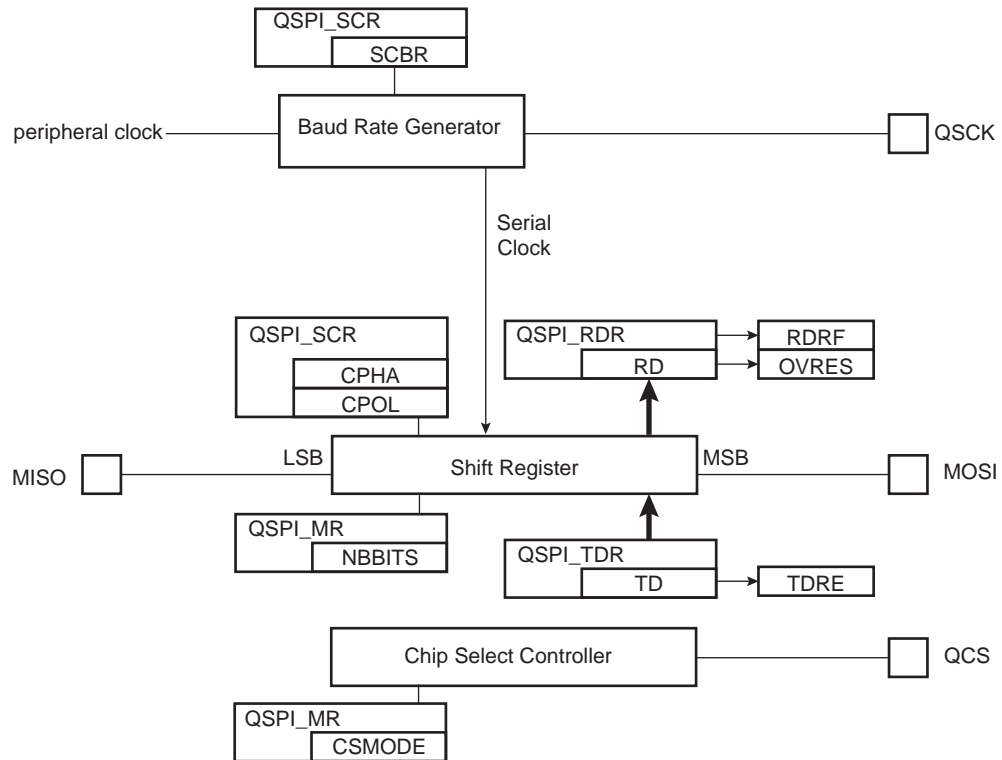 QSPI_SCR
SCBR
peripheral clock
Baud Rate Generator
QSCK
Serial
Clock
QSPI_SCR
CPHA
CPOL
QSPI_RDR
RD
RDRF
OVRES
MISO
LSB
Shift Register
MSB
MOSI
QSPI_MR
NBBITS
QSPI_TDR
TD
TDRE
Chip Select Controller
QCS
QSPI_MR
CSMODE